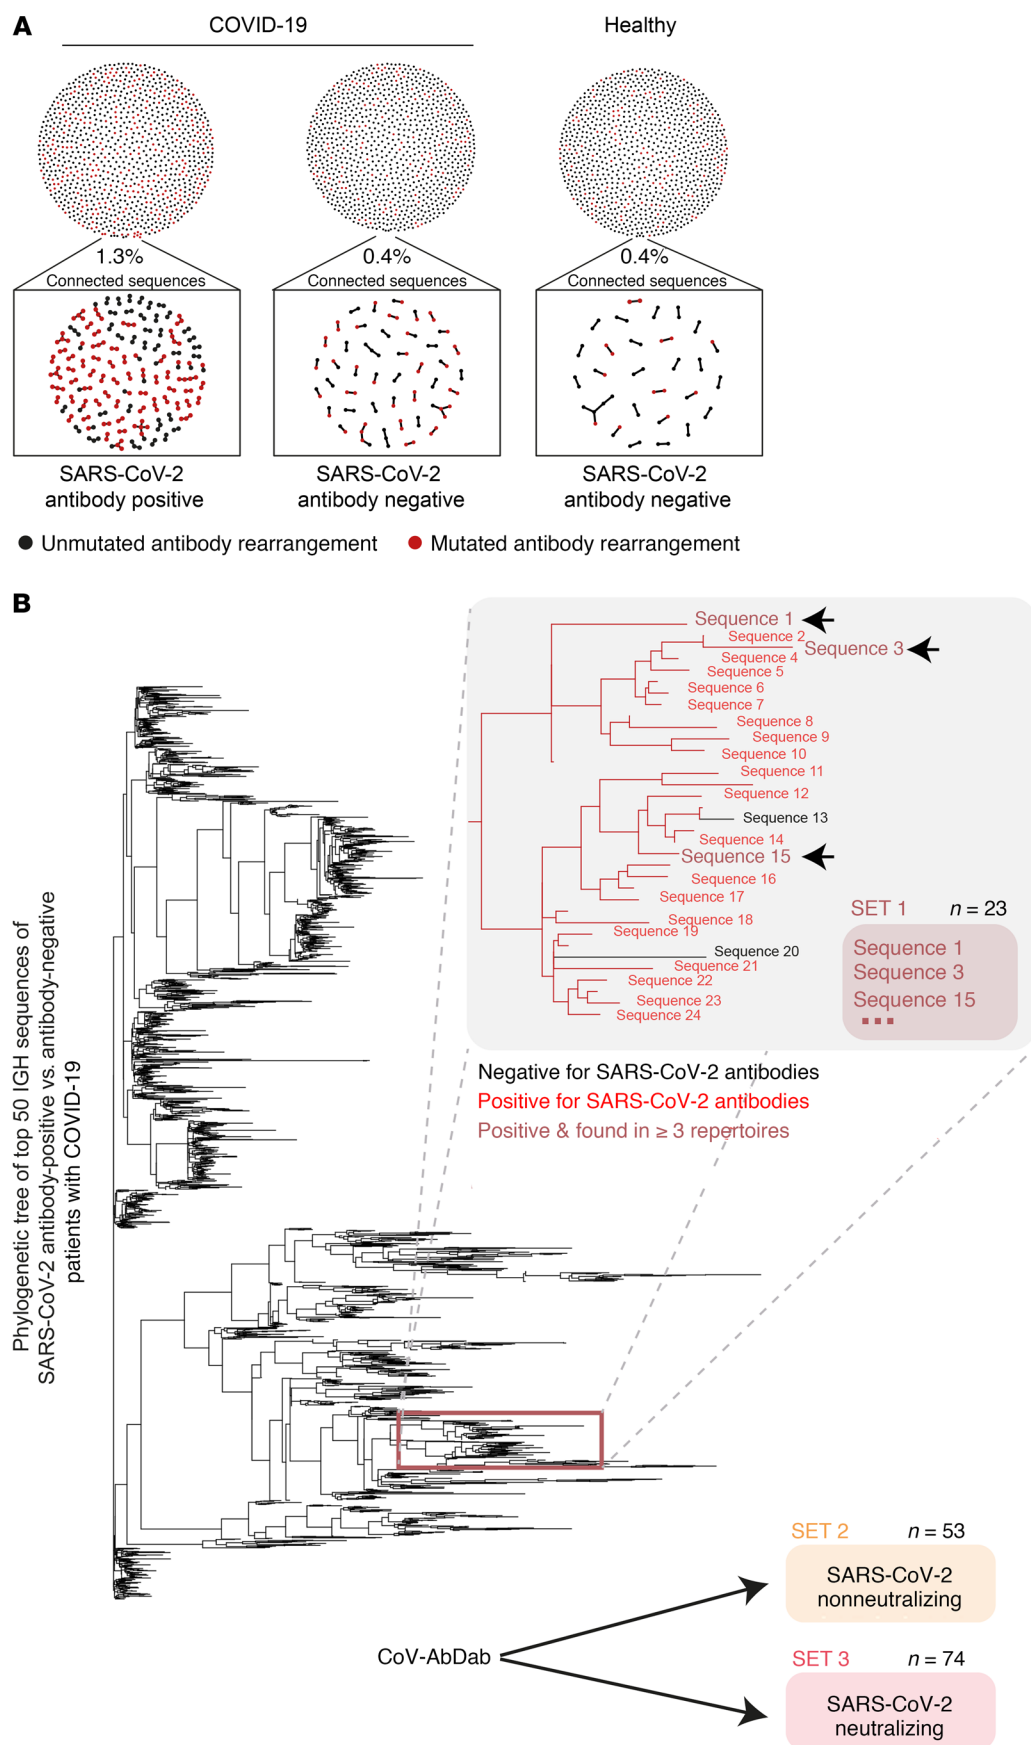 A
COVID-19
Healthy
1.3%
Connected sequences
0.4%
Connected sequences
0.4%
Connected sequences
SARS-CoV-2
antibody positive
SARS-CoV-2
antibody negative
SARS-CoV-2
antibody negative
Unmutated antibody rearrangement
Mutated antibody rearrangement
B
Phylogenetic tree of top 50 IGH sequences of
SARS-CoV-2 antibody-positive vs. antibody-negative
patients with COVID-19
Sequence 1
Sequence 2
Sequence 3
Sequence 4
Sequence 5
Sequence 6
Sequence 7
Sequence 8
Sequence 9
Sequence 10
Sequence 11
Sequence 12
Sequence 13
Sequence 14
Sequence 15
Sequence 16
Sequence 17
Sequence 18
Sequence 19
Sequence 20
Sequence 21
Sequence 22
Sequence 23
Sequence 24
SET 1 n = 23
Sequence 1
Sequence 3
Sequence 15
...
Negative for SARS-CoV-2 antibodies
Positive for SARS-CoV-2 antibodies
Positive & found in ≥ 3 repertoires
CoV-AbDab
SET 2 n = 53
SARS-CoV-2
nonneutralizing
SET 3 n = 74
SARS-CoV-2
neutralizing